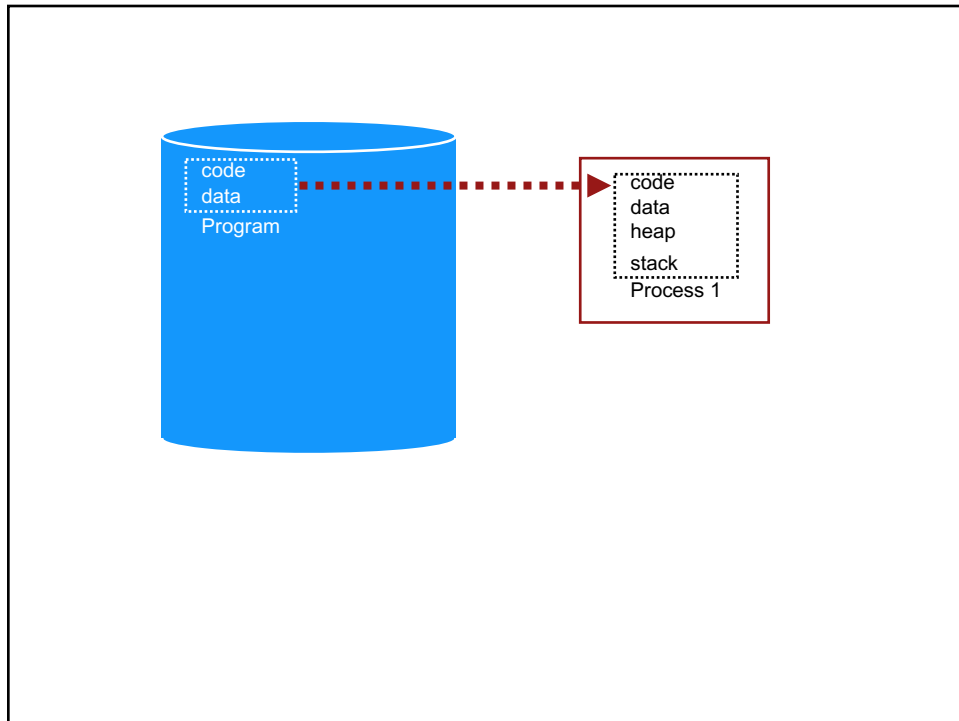 code
data
Program
code
data
heap
stack
Process 1